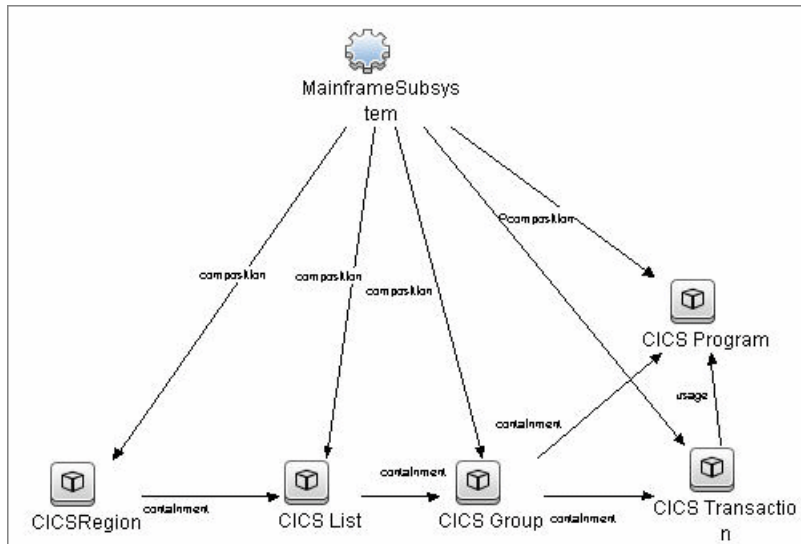 MainframeSubsys
tem
composition
composition
composition
composition
CICS Program
usage
containment
containment
containment
containment
CICSRegion
CICS List
CICS Group
CICS Transactio
n